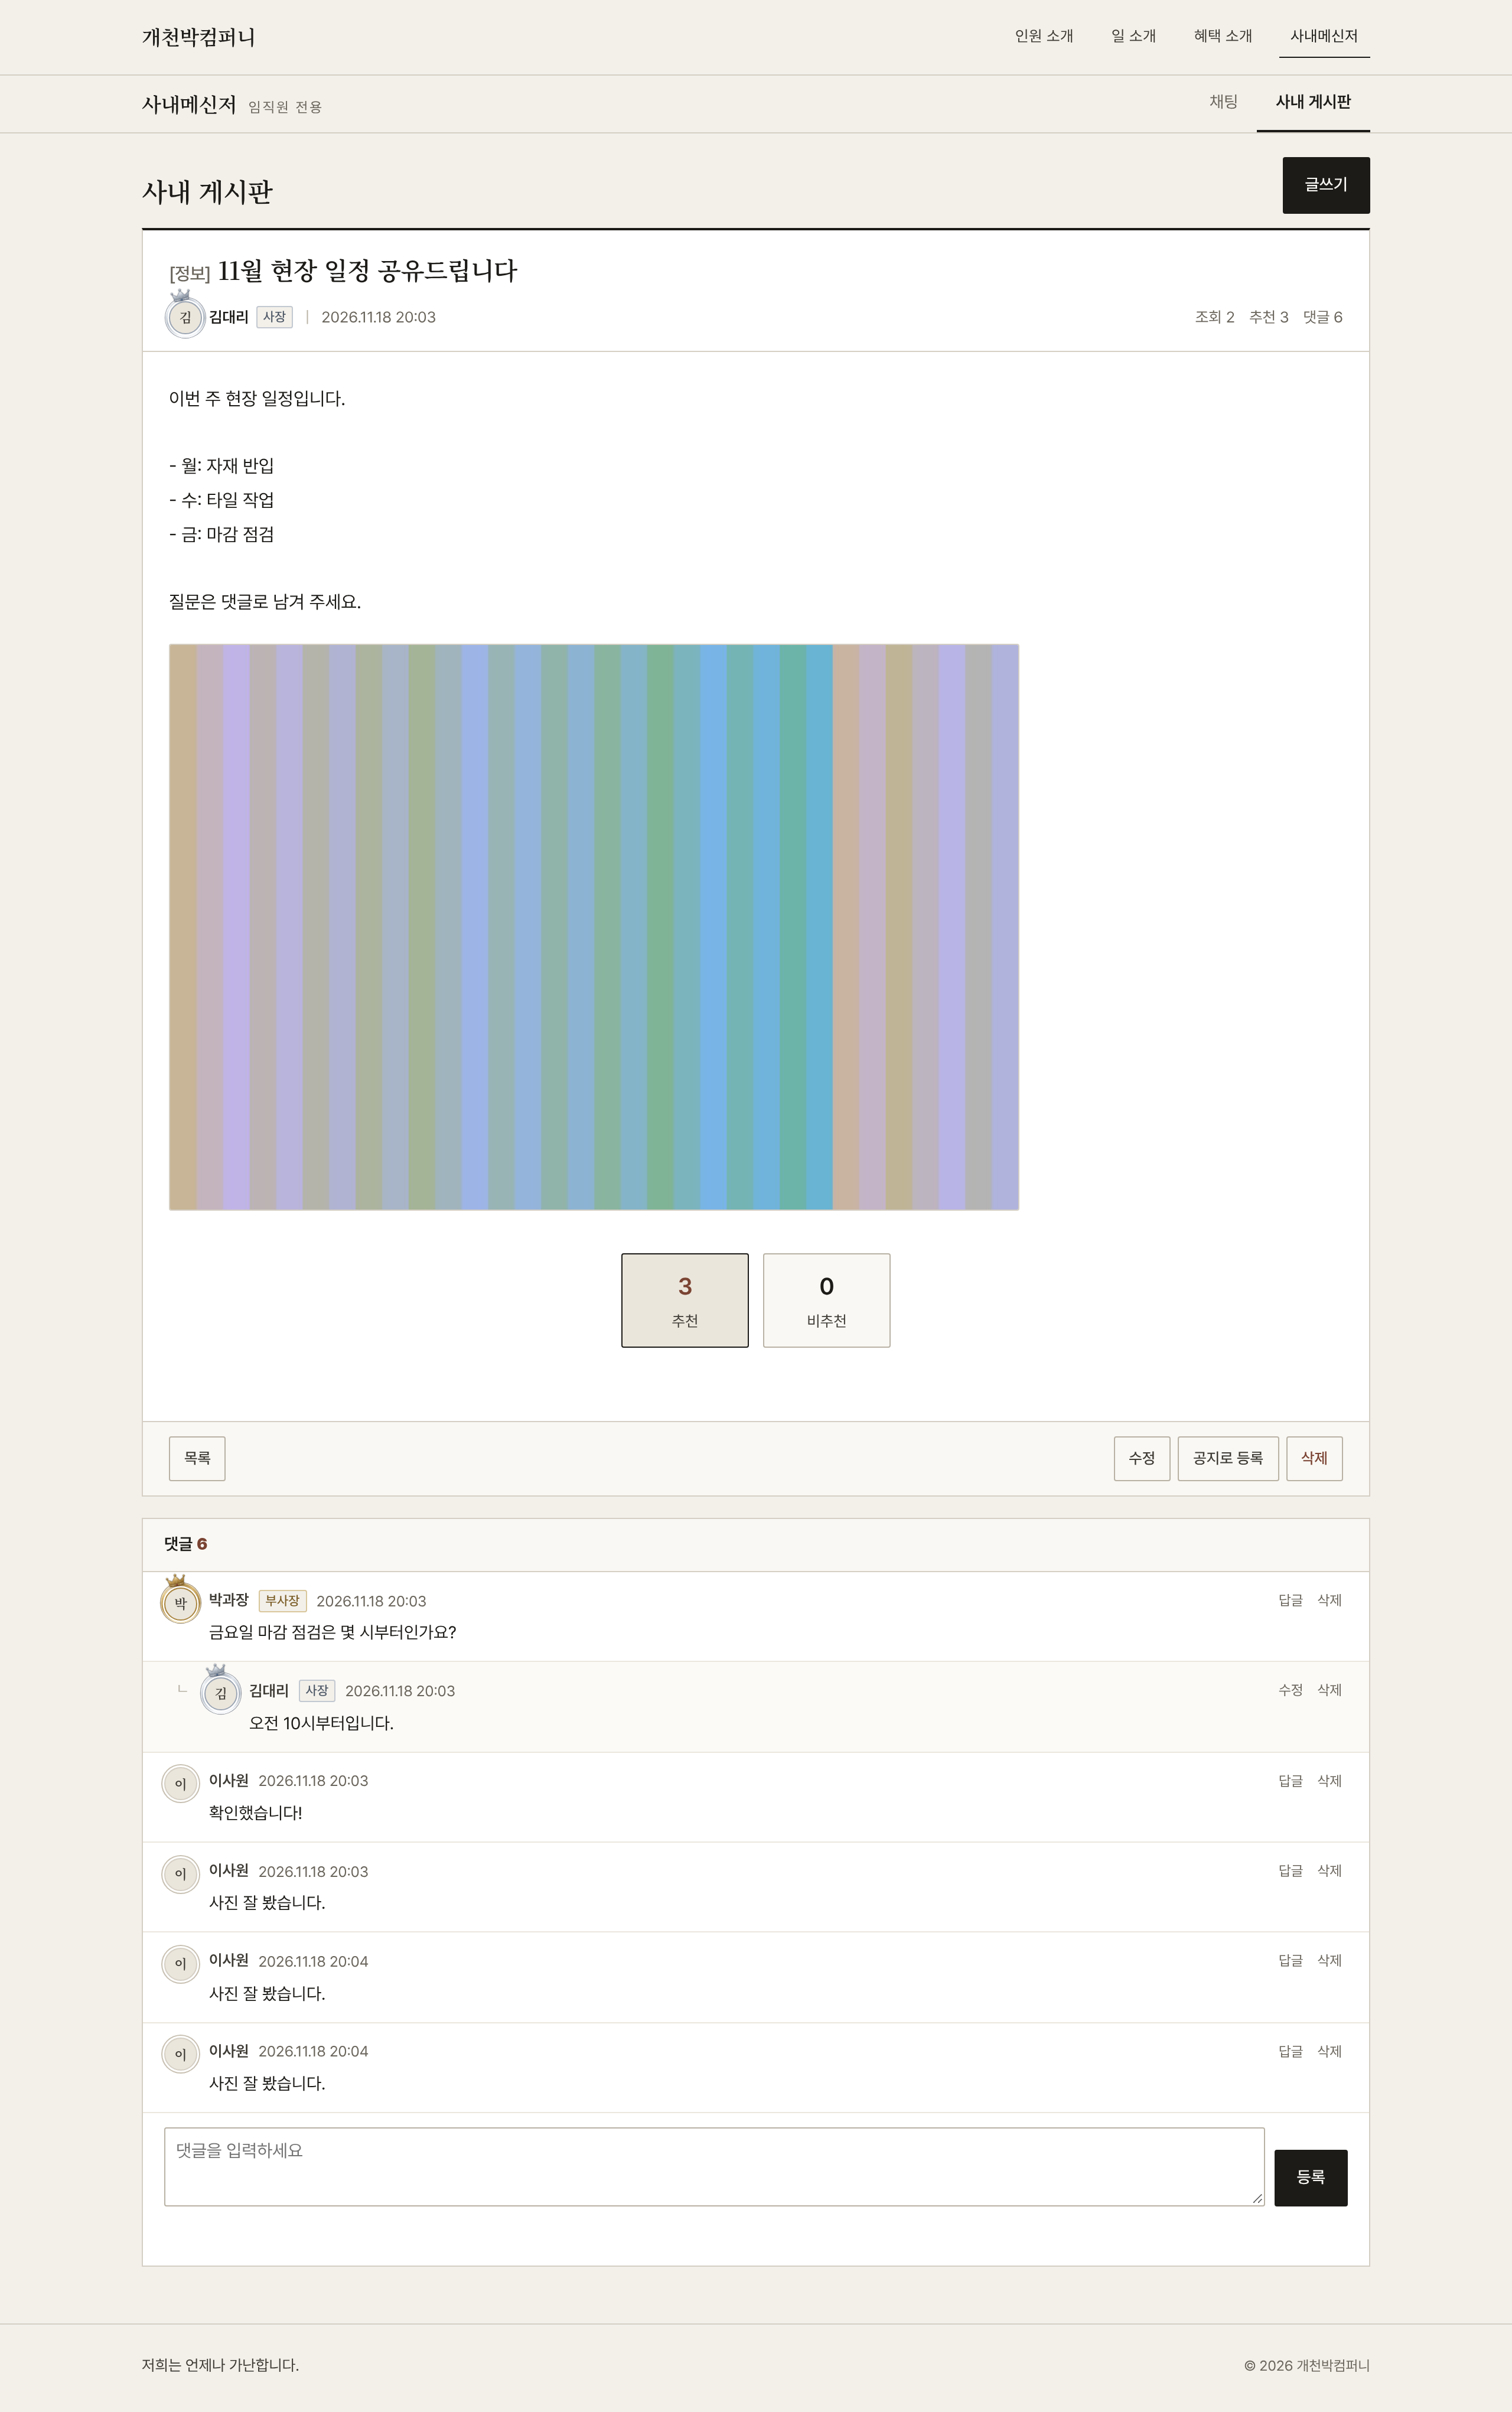 개천박컴퍼니
인원 소개 일 소개 혜택 소개 사내메신저
사내메신저 임직원 전용
채팅 사내 게시판
사내 게시판
글쓰기
[정보] 11월 현장 일정 공유드립니다
김 김대리 사장 | 2026.11.18 20:03
조회 2 추천 3 댓글 6
이번 주 현장 일정입니다.
- 월: 자재 반입
- 수: 타일 작업
- 금: 마감 점검
질문은 댓글로 남겨 주세요.
3 0
추천 비추천
목록
수정 공지로 등록 삭제
댓글 6
박 박과장 부사장 2026.11.18 20:03
답글 삭제
금요일 마감 점검은 몇 시부터인가요?
김 김대리 사장 2026.11.18 20:03
수정 삭제
오전 10시부터입니다.
이 이사원 2026.11.18 20:03
답글 삭제
확인했습니다!
이 이사원 2026.11.18 20:03
답글 삭제
사진 잘 봤습니다.
이 이사원 2026.11.18 20:04
답글 삭제
사진 잘 봤습니다.
이 이사원 2026.11.18 20:04
답글 삭제
사진 잘 봤습니다.
댓글을 입력하세요
등록
저희는 언제나 가난합니다.
© 2026 개천박컴퍼니